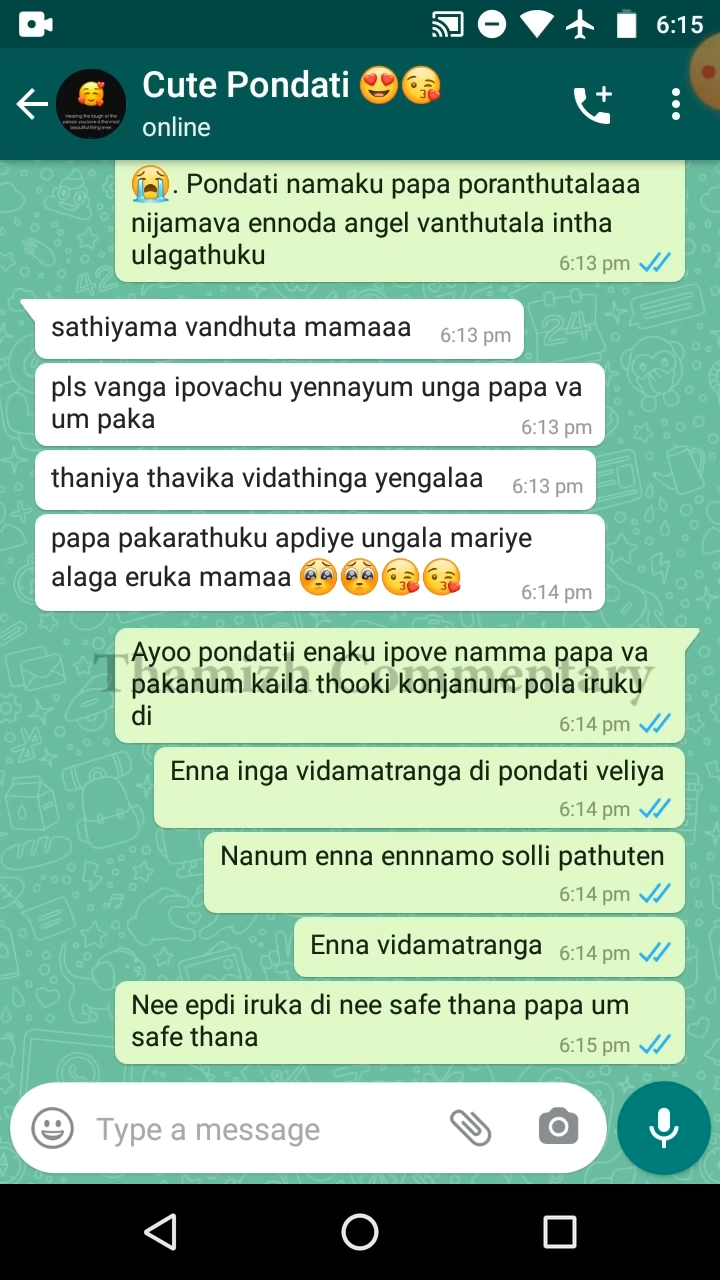 6:15
Cute Pondati 😍😘
online
😭. Pondati namaku papa poranthutalaaa
nijamava ennoda angel vanthutala intha
ulagathuku
6:13 pm
sathiyama vandhuta mamaaa
6:13 pm
pls vanga ipovachu yennayum unga papa va
um paka
6:13 pm
thaniya thavika vidathinga yengalaa
6:13 pm
papa pakarathuku apdiye ungala mariye
alaga eruka mamaa 🥹🥹😘😘
6:14 pm
Thamizh Commentary
Ayoo pondatii enaku ipove namma papa va
pakanum kaila thooki konjanum pola iruku
di
6:14 pm
Enna inga vidamatranga di pondati veliya
6:14 pm
Nanum enna ennnamo solli pathuten
6:14 pm
Enna vidamatranga
6:14 pm
Nee epdi iruka di nee safe thana papa um
safe thana
6:15 pm
Type a message